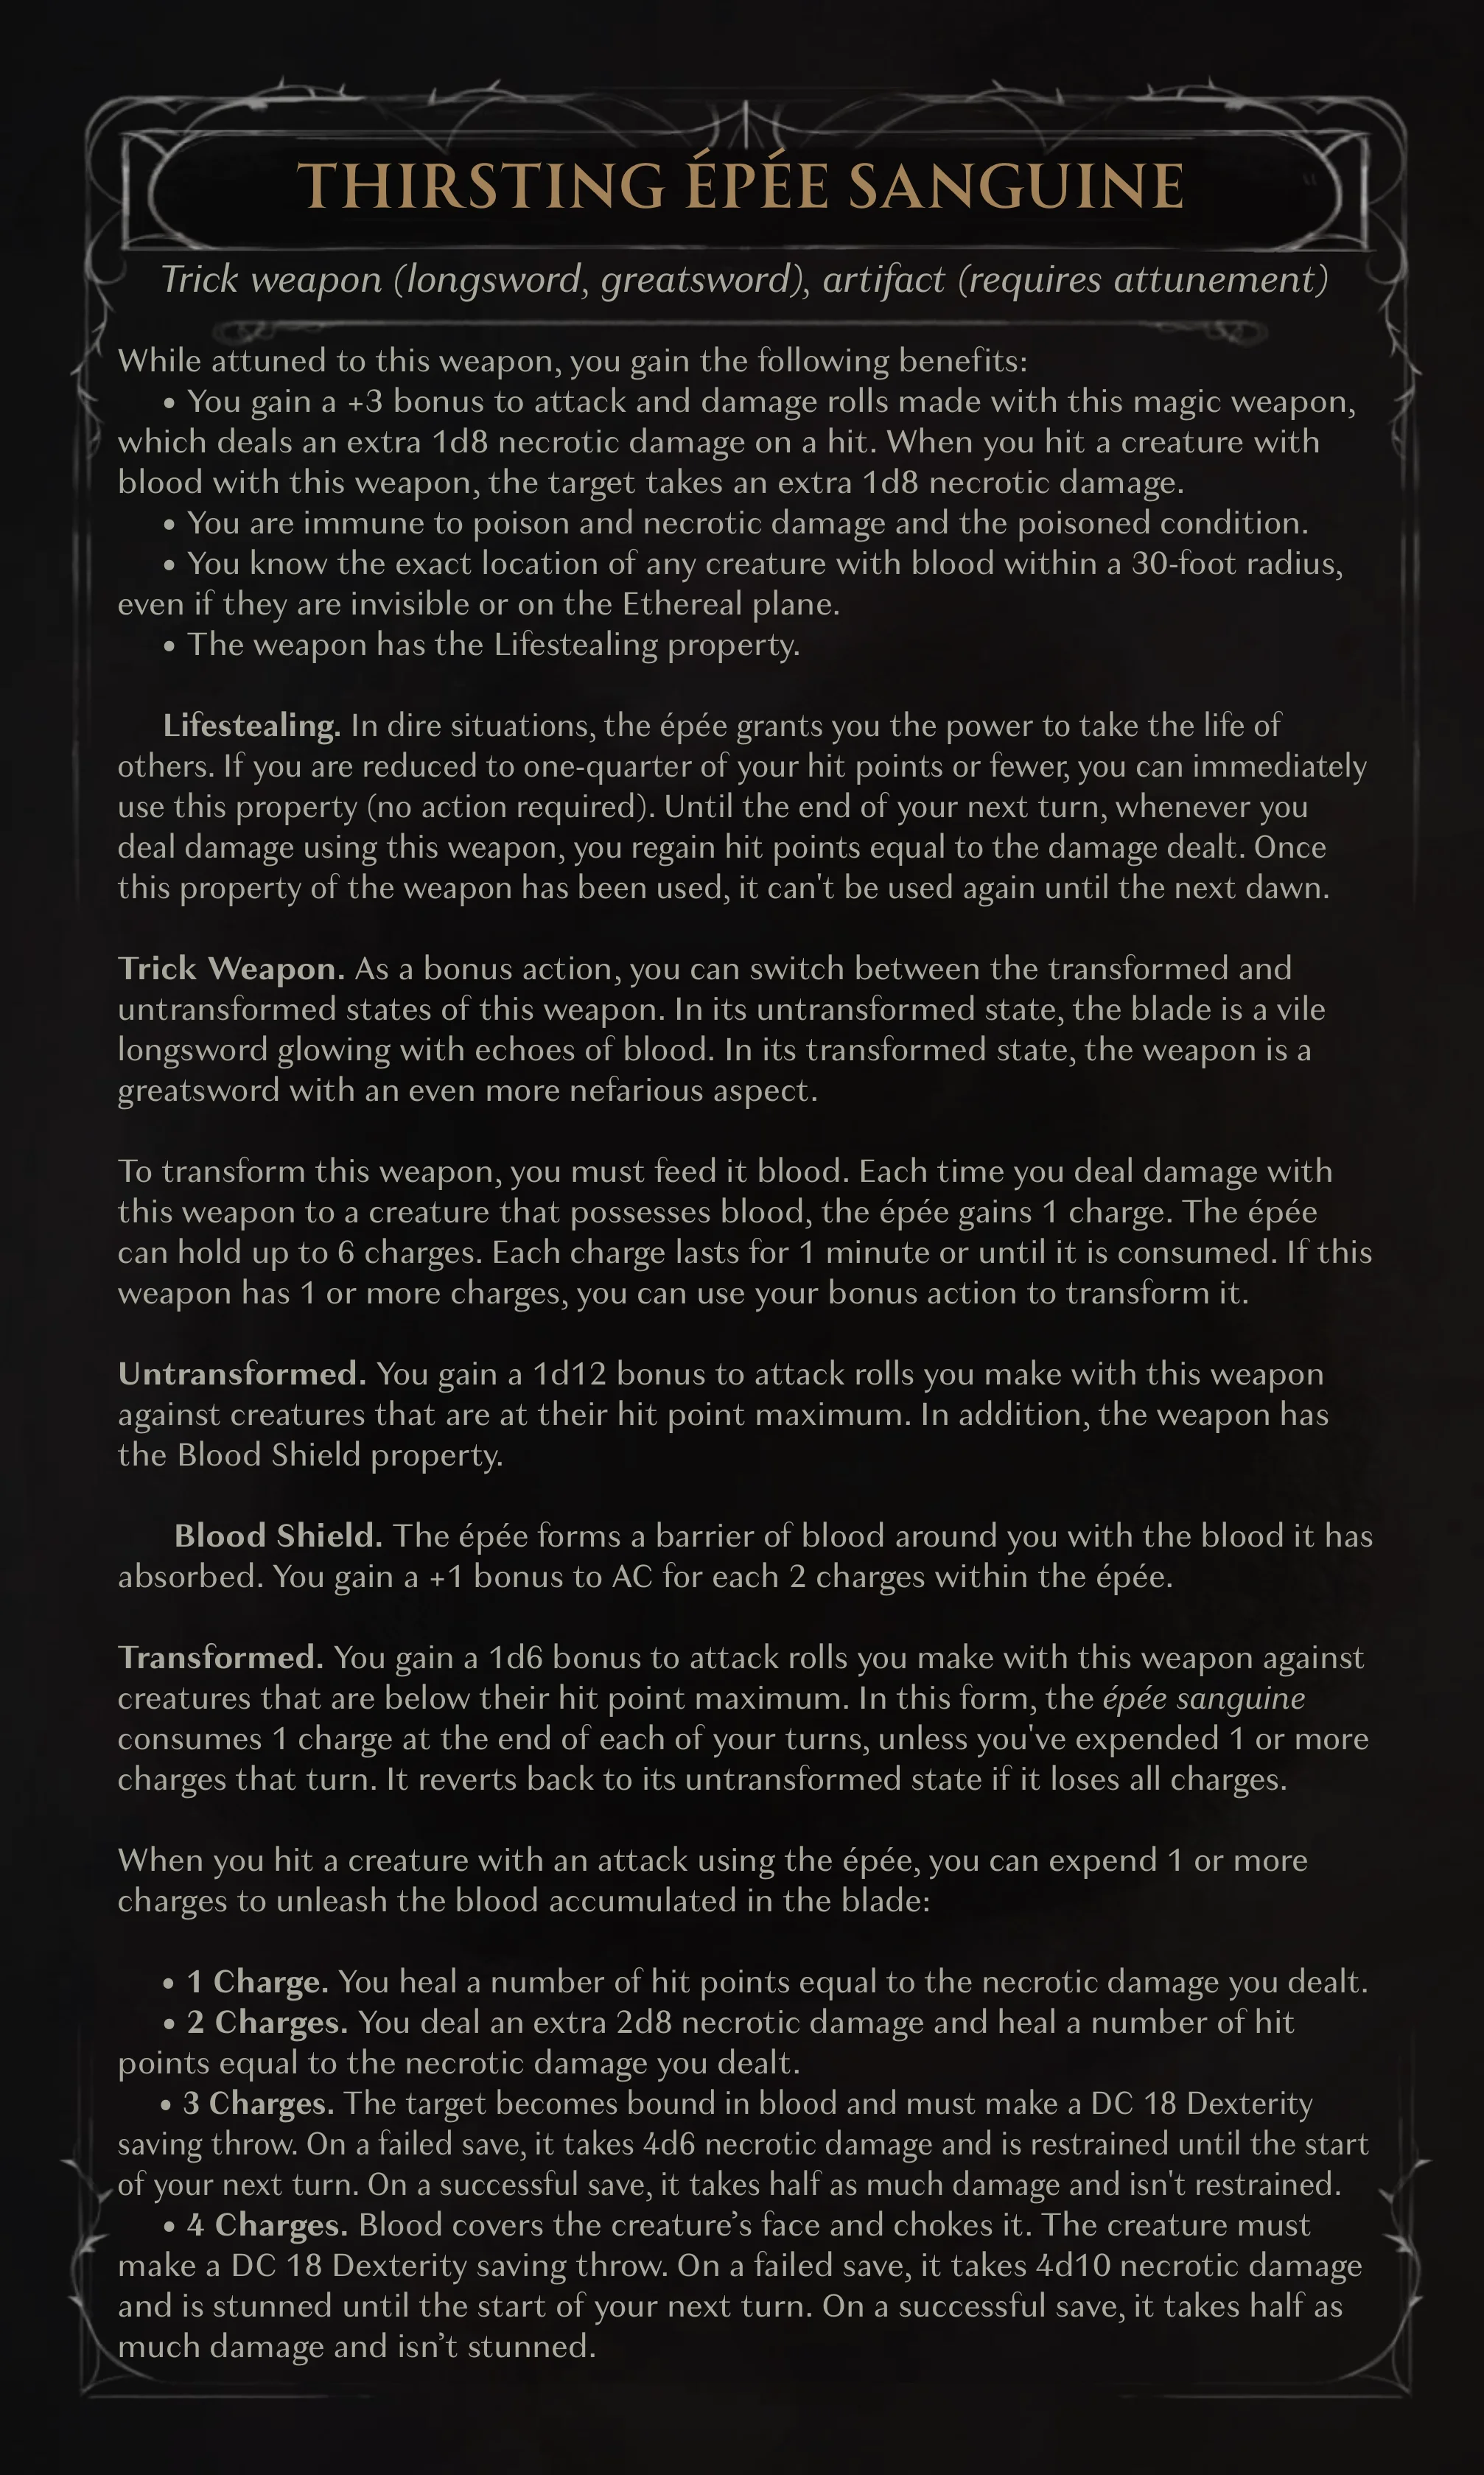 THIRSTING ÉPÉE SANGUINE
Trick weapon (longsword, greatsword), artifact (requires attunement)
While attuned to this weapon, you gain the following benefits:
• You gain a +3 bonus to attack and damage rolls made with this magic weapon,
which deals an extra 1d8 necrotic damage on a hit. When you hit a creature with
blood with this weapon, the target takes an extra 1d8 necrotic damage.
• You are immune to poison and necrotic damage and the poisoned condition.
• You know the exact location of any creature with blood within a 30-foot radius,
even if they are invisible or on the Ethereal plane.
• The weapon has the Lifestealing property.
Lifestealing. In dire situations, the épée grants you the power to take the life of
others. If you are reduced to one-quarter of your hit points or fewer, you can immediately
use this property (no action required). Until the end of your next turn, whenever you
deal damage using this weapon, you regain hit points equal to the damage dealt. Once
this property of the weapon has been used, it can't be used again until the next dawn.
Trick Weapon. As a bonus action, you can switch between the transformed and
untransformed states of this weapon. In its untransformed state, the blade is a vile
longsword glowing with echoes of blood. In its transformed state, the weapon is a
greatsword with an even more nefarious aspect.
To transform this weapon, you must feed it blood. Each time you deal damage with
this weapon to a creature that possesses blood, the épée gains 1 charge. The épée
can hold up to 6 charges. Each charge lasts for 1 minute or until it is consumed. If this
weapon has 1 or more charges, you can use your bonus action to transform it.
Untransformed. You gain a 1d12 bonus to attack rolls you make with this weapon
against creatures that are at their hit point maximum. In addition, the weapon has
the Blood Shield property.
Blood Shield. The épée forms a barrier of blood around you with the blood it has
absorbed. You gain a +1 bonus to AC for each 2 charges within the épée.
Transformed. You gain a 1d6 bonus to attack rolls you make with this weapon against
creatures that are below their hit point maximum. In this form, the épée sanguine
consumes 1 charge at the end of each of your turns, unless you've expended 1 or more
charges that turn. It reverts back to its untransformed state if it loses all charges.
When you hit a creature with an attack using the épée, you can expend 1 or more
charges to unleash the blood accumulated in the blade:
• 1 Charge. You heal a number of hit points equal to the necrotic damage you dealt.
• 2 Charges. You deal an extra 2d8 necrotic damage and heal a number of hit
points equal to the necrotic damage you dealt.
• 3 Charges. The target becomes bound in blood and must make a DC 18 Dexterity
saving throw. On a failed save, it takes 4d6 necrotic damage and is restrained until the start
of your next turn. On a successful save, it takes half as much damage and isn't restrained.
• 4 Charges. Blood covers the creature’s face and chokes it. The creature must
make a DC 18 Dexterity saving throw. On a failed save, it takes 4d10 necrotic damage
and is stunned until the start of your next turn. On a successful save, it takes half as
much damage and isn’t stunned.